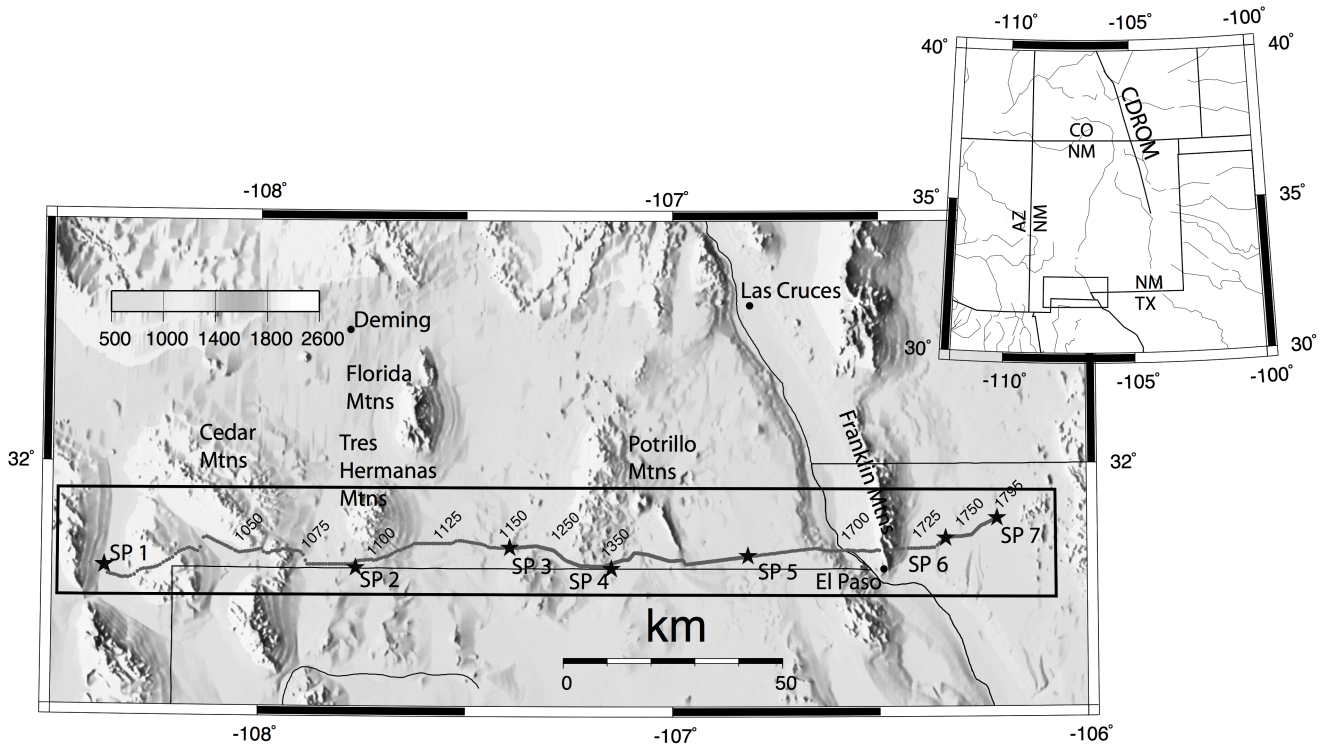 -110°
-105°
-100°
40°
40°
CDROM
CO
NM
35°
35°
AZ
NM
NM
TX
30°
30°
-110°
-105°
-100°
-108°
-107°
Las Cruces
500 1000 1400 1800 2600
Deming
Florida
Mtns
Cedar
Mtns
Tres
Hermanas
Mtns
Potrillo
Mtns
Franklin Mtns
32°
32°
1050
1075
1100
1125
1150
1250
1350
1700
1725
1750
1795
SP 1
SP 2
SP 3
SP 4
SP 5
SP 6
SP 7
El Paso
km
0
50
-108°
-107°
-106°